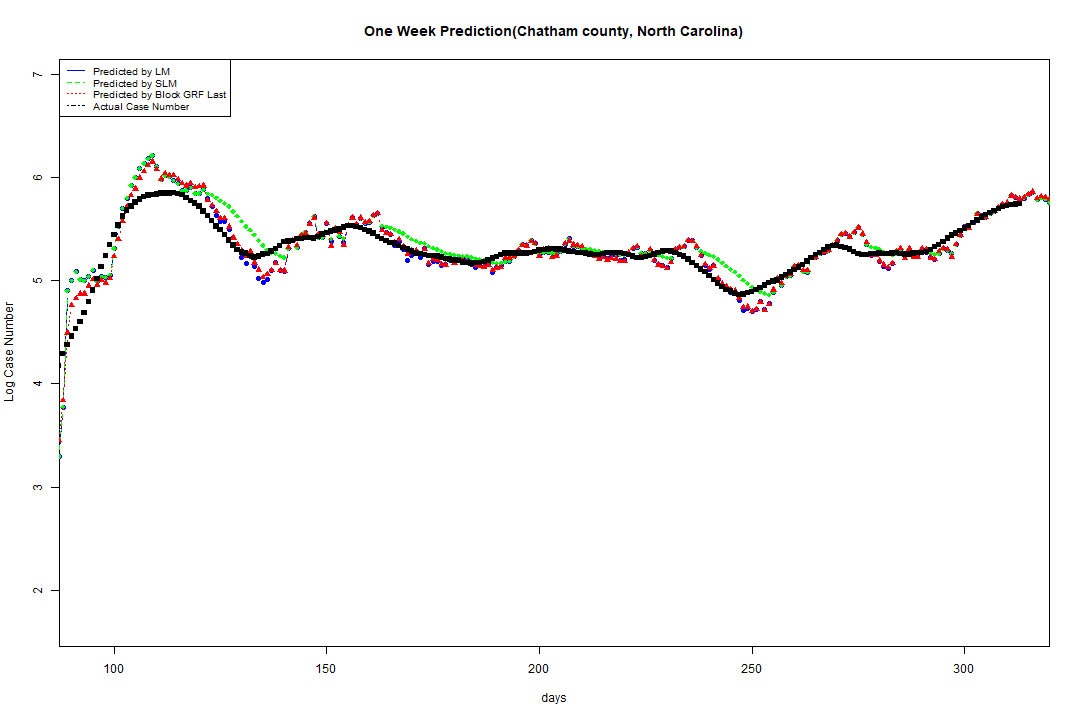 One Week Prediction(Chatham county, North Carolina)
Predicted by LM
Predicted by SLM
Predicted by Block GRF Last
Actual Case Number
7
6
5
4
3
2
Log Case Number
100 150 200 250 300
days